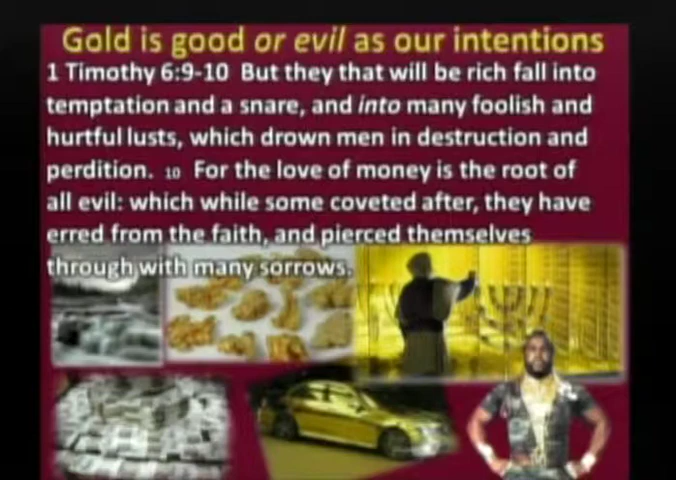 Gold is good or evil as our intentions
1 Timothy 6:9-10 But they that will be rich fall into
temptation and a snare, and into many foolish and
hurtful lusts, which drown men in destruction and
perdition. 10 For the love of money is the root of
all evil: which while some coveted after, they have
erred from the faith, and pierced themselves
through with many sorrows.